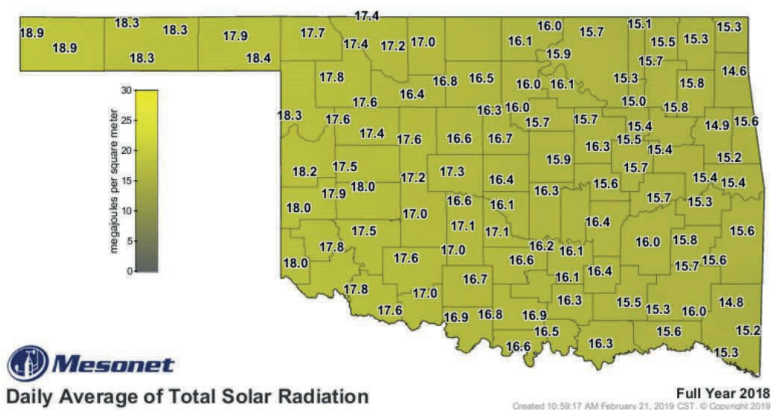 17.4
18.9 18.3 18.3 17.9 17.7 17.4 17.2 17.0 16.1 16.0 15.7 15.1 15.5 15.3 15.3
18.9 18.3 18.4 15.9 15.7
17.8 17.6 16.4 16.8 16.5 16.0 16.1 15.3 15.8 14.6
18.3 17.6 16.3 16.0 15.7 15.7 15.0 15.8
17.4 17.6 16.6 16.7 16.3 15.4 15.5 15.4 14.9 15.6
18.2 17.5 17.2 17.3 16.4 15.9 15.7 15.2
17.9 18.0 16.3 15.6 15.4 15.4
18.0 17.0 16.6 16.1 15.7 15.3
17.5 17.1 17.1 16.4 15.6
17.8 17.0 16.2 16.1 16.0 15.8
18.0 17.6 16.6 16.4 15.7 15.6
16.7 16.1
17.8 17.0 16.3 15.5 14.8
17.6 16.9 16.8 16.9 15.3 16.0
16.5 15.6 15.2
16.6 16.3 15.3
megajoules per square meter
30
25
20
15
10
5
0
Mesonet
Daily Average of Total Solar Radiation
Full Year 2018
Created 10:59:17 AM February 21, 2019 CST. © Copyright 2019